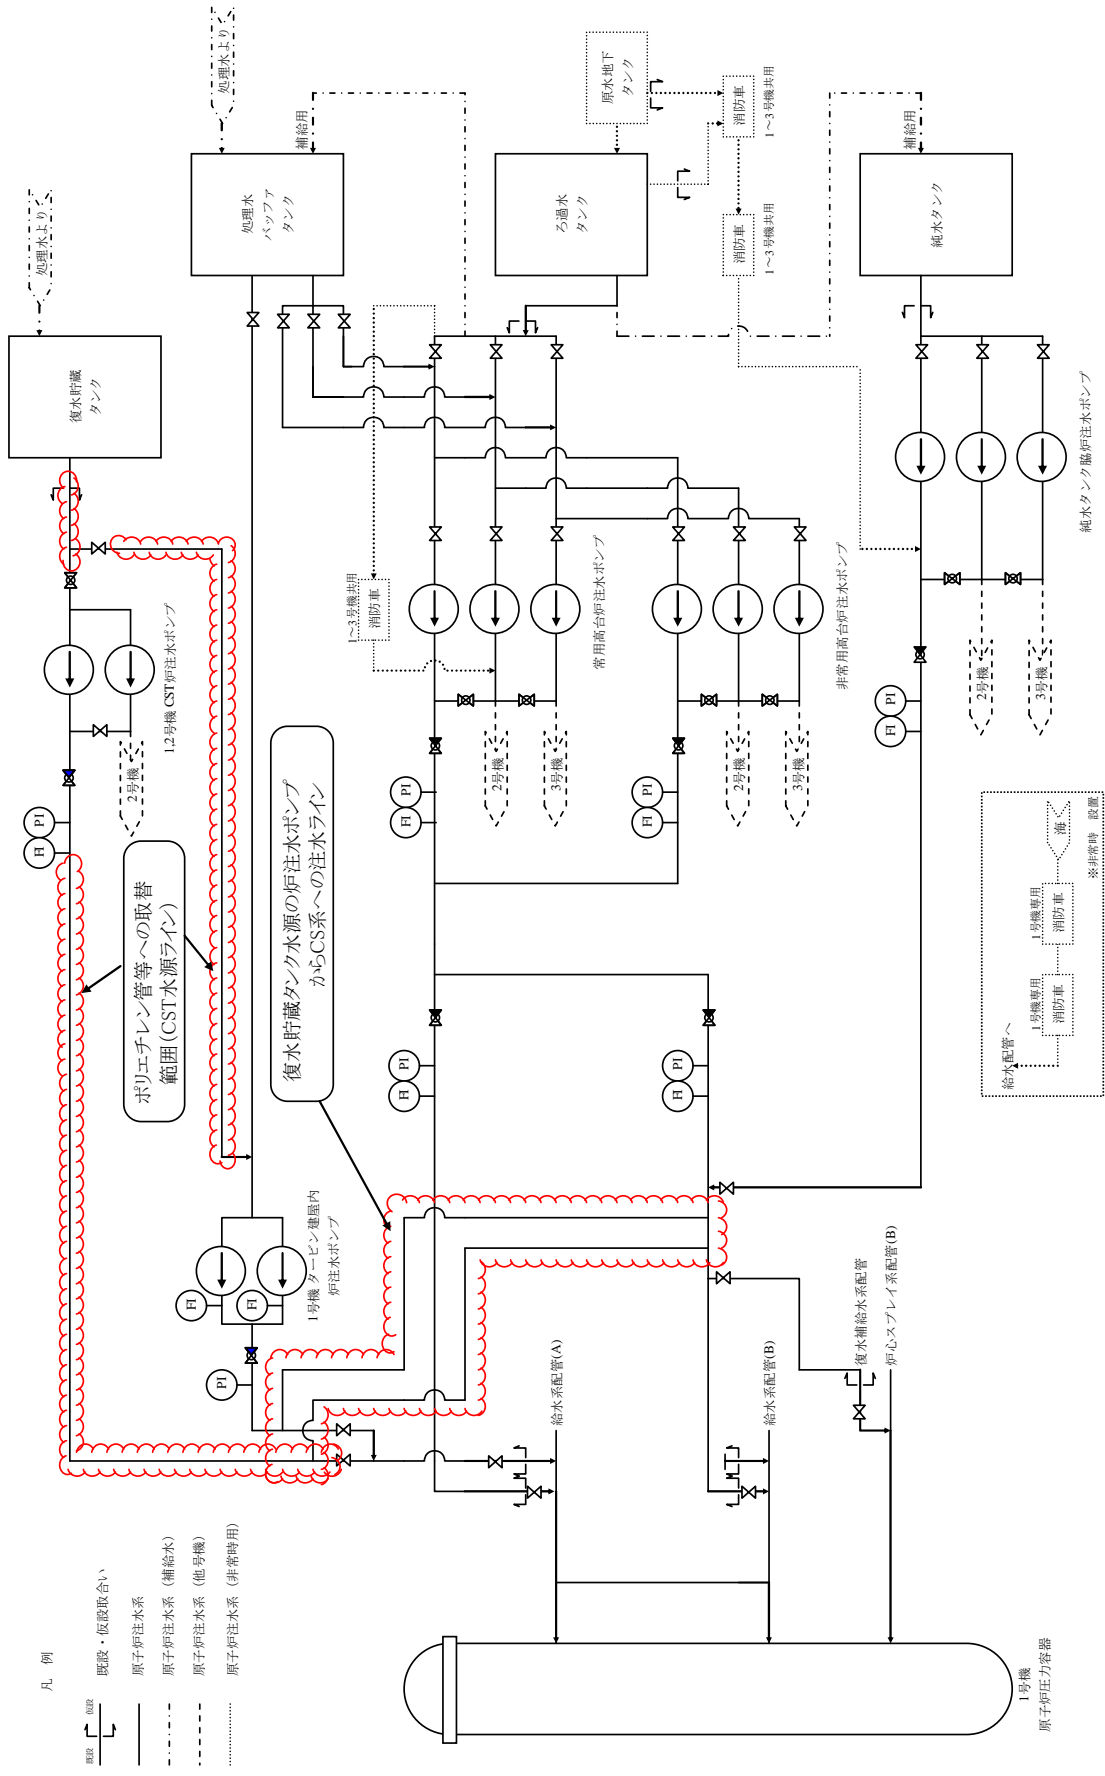 処理水より
処理水より
復水貯蔵
タンク
処理水
バッファ
タンク
補給用
原水地下
タンク
ろ過水
タンク
消防車
1～3号機共用
消防車
1～3号機共用
補給用
純水タンク
1,2号機 CST 炉注水ポンプ
2号機
PI
FI
1～3号機共用
消防車
常用高台炉注水ポンプ
2号機
3号機
PI
FI
非常用高台炉注水ポンプ
2号機
3号機
PI
FI
純水タンク脇炉注水ポンプ
2号機
3号機
PI
FI
ポリエチレン管等への取替
範囲（CST水源ライン）
復水貯蔵タンク水源の炉注水ポンプ
からCS系への注水ライン
PI
FI
PI
FI
海
1号機専用
消防車
1号機専用
消防車
給水配管へ
※非常時　設置
FI
FI
1号機 タービン建屋内
炉注水ポンプ
PI
給水系配管(A)
給水系配管(B)
復水補給水系配管
炉心スプレイ系配管(B)
1号機
原子炉圧力容器
凡　例
既設
仮設
既設・仮設取合い
原子炉注水系
原子炉注水系（補給水）
原子炉注水系（他号機）
原子炉注水系（非常時用）